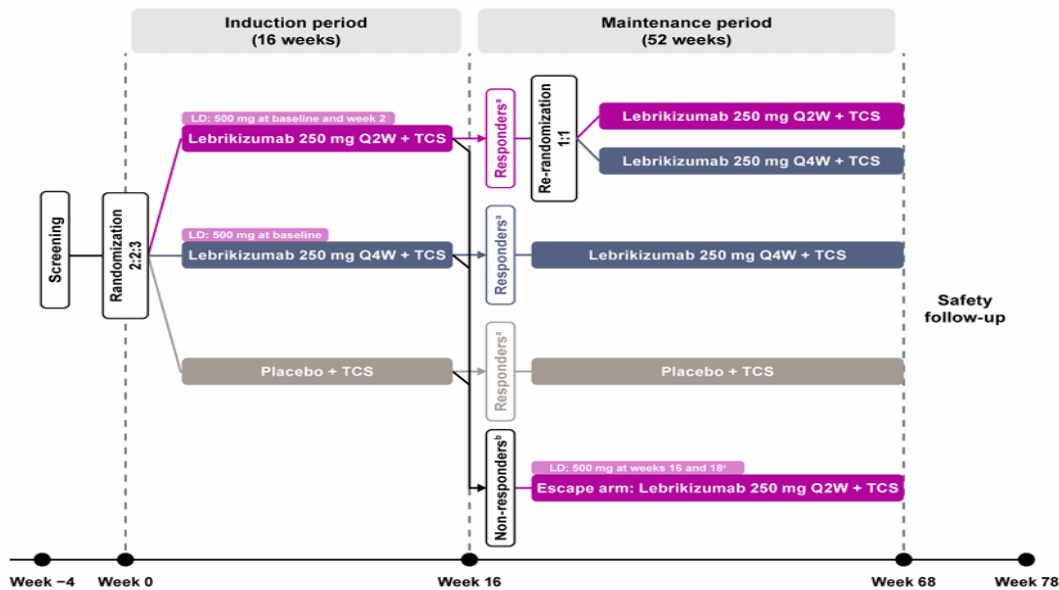 Induction period
(16 weeks)
Maintenance period
(52 weeks)
Screening
Randomization
2:2:3
LD: 500 mg at baseline and week 2
Lebrikizumab 250 mg Q2W + TCS
Respondersᵃ
Re-randomization
1:1
Lebrikizumab 250 mg Q2W + TCS
Lebrikizumab 250 mg Q4W + TCS
LD: 500 mg at baseline
Lebrikizumab 250 mg Q4W + TCS
Respondersᵃ
Lebrikizumab 250 mg Q4W + TCS
Placebo + TCS
Respondersᵃ
Placebo + TCS
Non-respondersᵇ
LD: 500 mg at weeks 16 and 18ᶜ
Escape arm: Lebrikizumab 250 mg Q2W + TCS
Safety
follow-up
Week −4
Week 0
Week 16
Week 68
Week 78